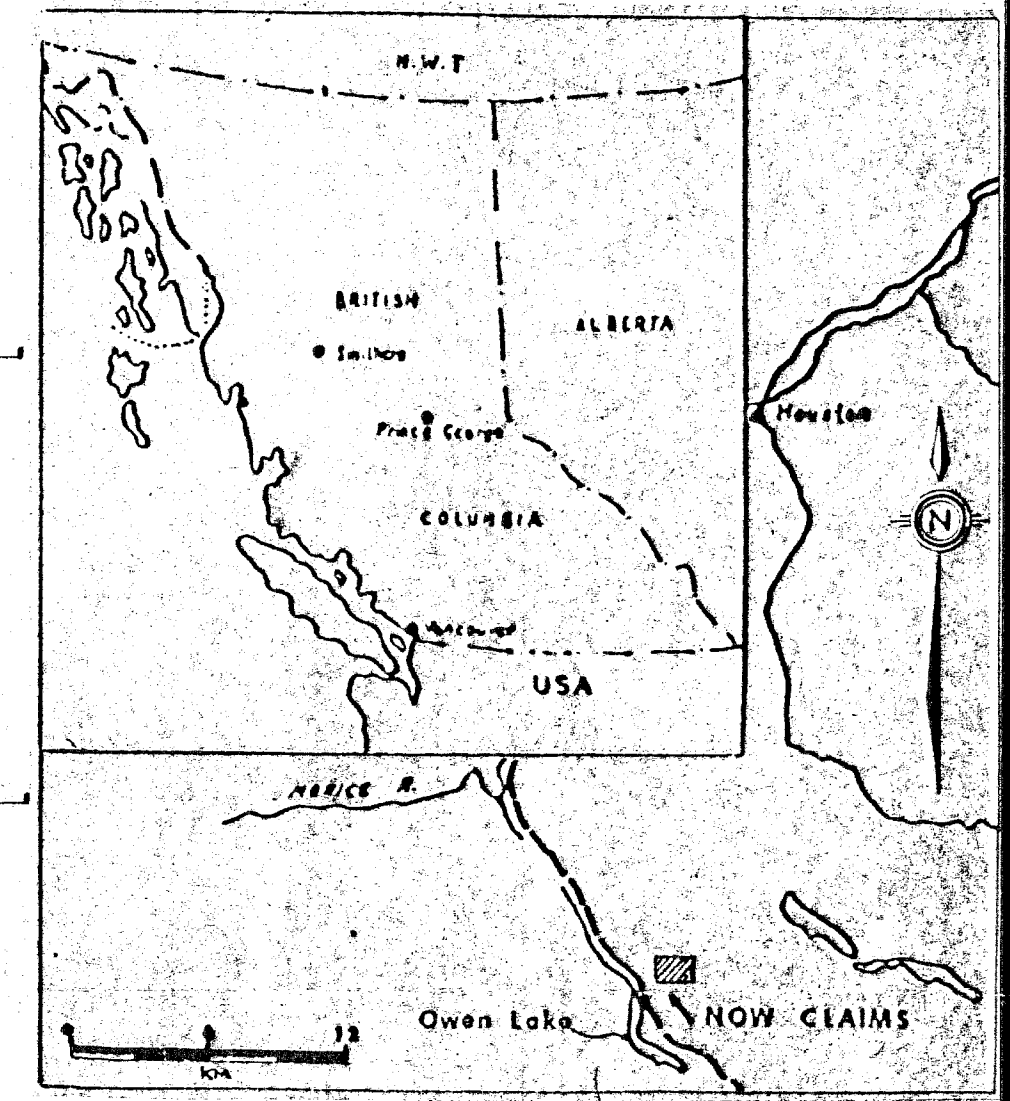 N.W.T
BRITISH
ALBERTA
Smithers
Houston
Prince George
N
COLUMBIA
Vancouver
USA
MORICE R.
Owen Lake
NOW CLAIMS
12
KM